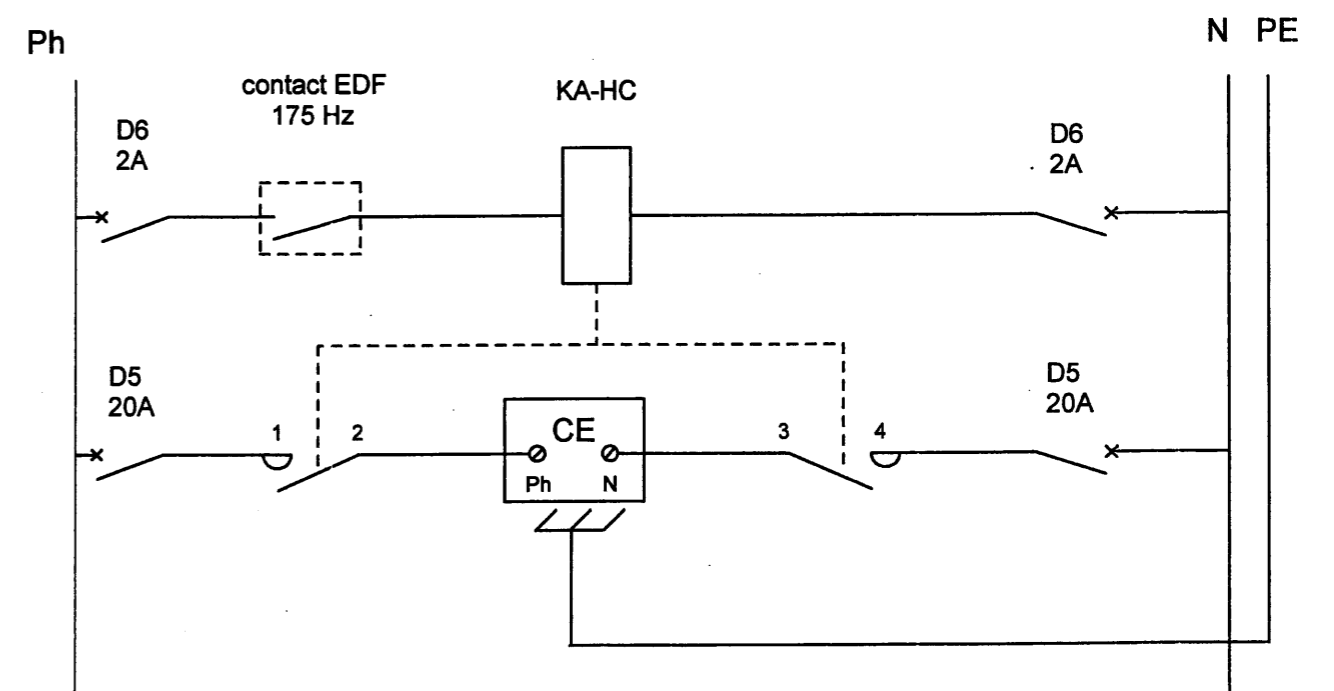 Ph
N PE
contact EDF
175 Hz
KA-HC
D6
2A
D6
2A
D5
20A
1
2
CE
Ph N
3
4
D5
20A